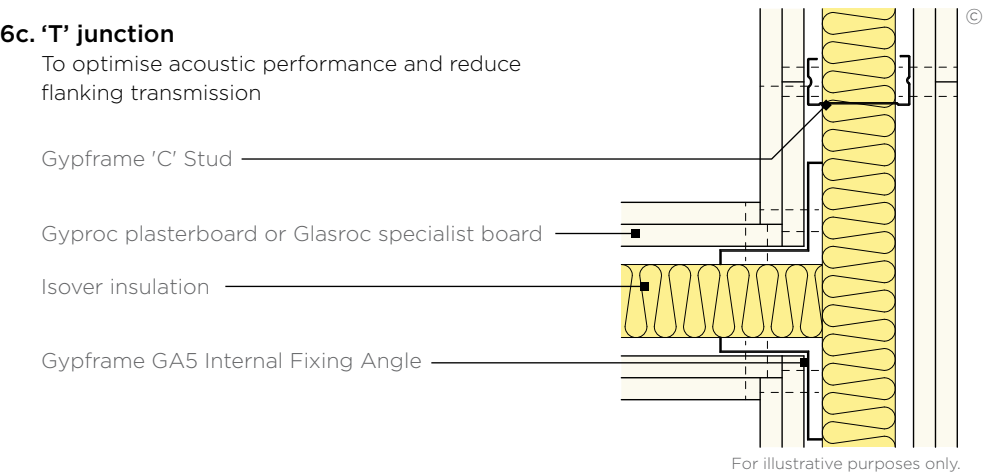 6c. ‘T’ junction
To optimise acoustic performance and reduce
flanking transmission
©
Gypframe 'C' Stud
Gyproc plasterboard or Glasroc specialist board
Isover insulation
Gypframe GA5 Internal Fixing Angle
For illustrative purposes only.